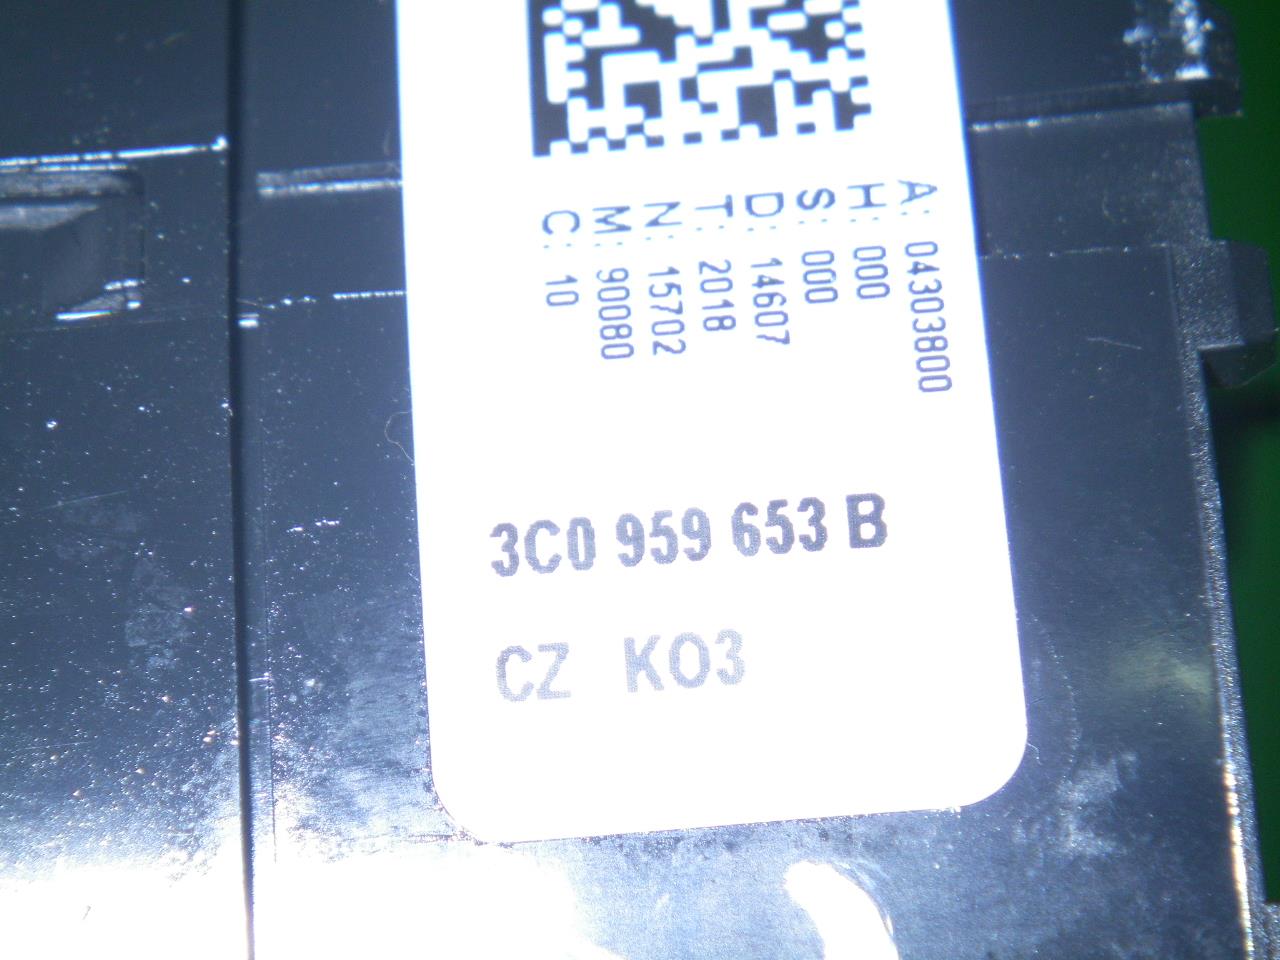 A: 04303800
H: 000
S: 000
D: 14607
T: 2018
N: 15702
M: 90080
C: 10
3C0 959 653 B
CZ KO3